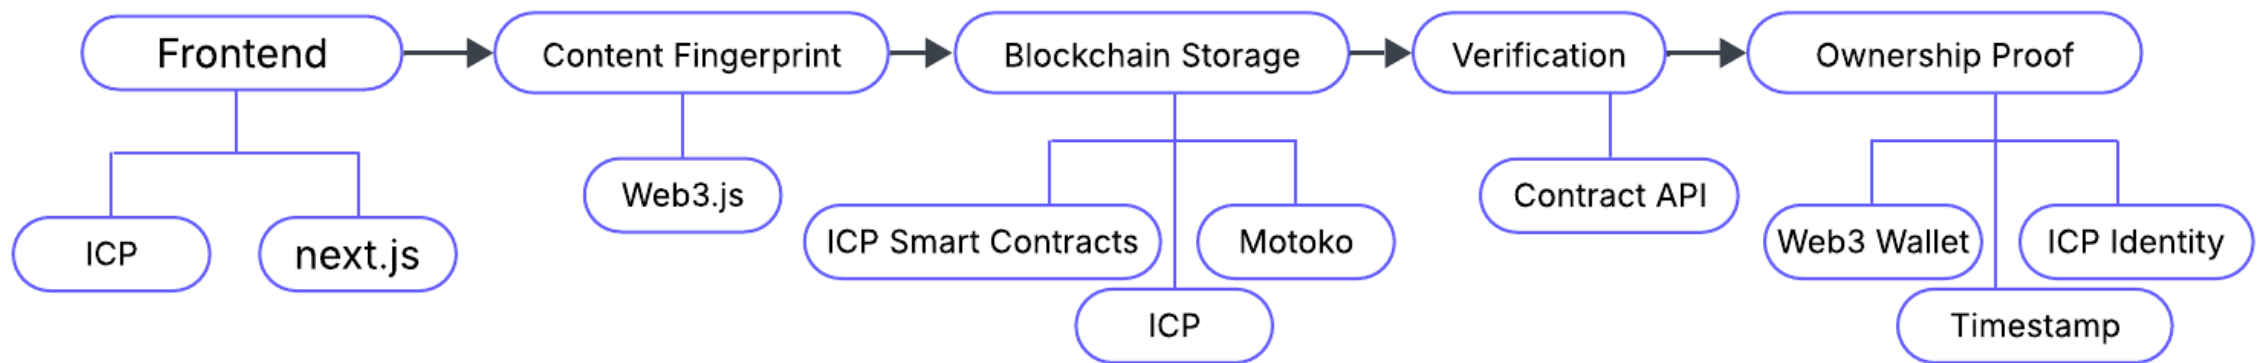 Frontend
Content Fingerprint
Blockchain Storage
Verification
Ownership Proof
ICP
next.js
Web3.js
ICP Smart Contracts
Motoko
ICP
Contract API
Web3 Wallet
ICP Identity
Timestamp